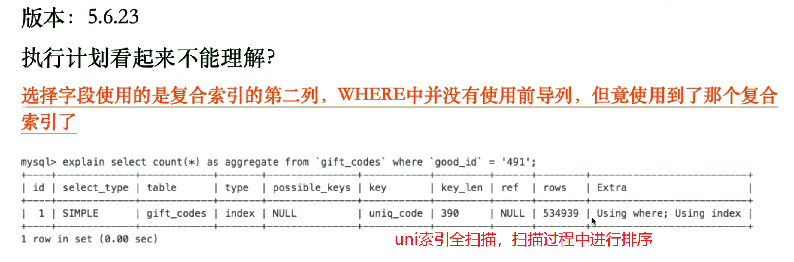 版本：5.6.23
执行计划看起来不能理解?
选择字段使用的是复合索引的第二列，WHERE中并没有使用前导列，但竟使用到了那个复合
索引了
mysql> explain select count(*) as aggregate from `gift_codes` where `good_id` = '491';
+----+-------------+------------+-------+---------------+-----------+---------+------+--------+--------------------------+
| id | select_type | table | type | possible_keys | key | key_len | ref | rows | Extra |
+----+-------------+------------+-------+---------------+-----------+---------+------+--------+--------------------------+
| 1 | SIMPLE | gift_codes | index | NULL | uniq_code | 390 | NULL | 534939 | Using where; Using index |
+----+-------------+------------+-------+---------------+-----------+---------+------+--------+--------------------------+
1 row in set (0.00 sec)
uni索引全扫描，扫描过程中进行排序